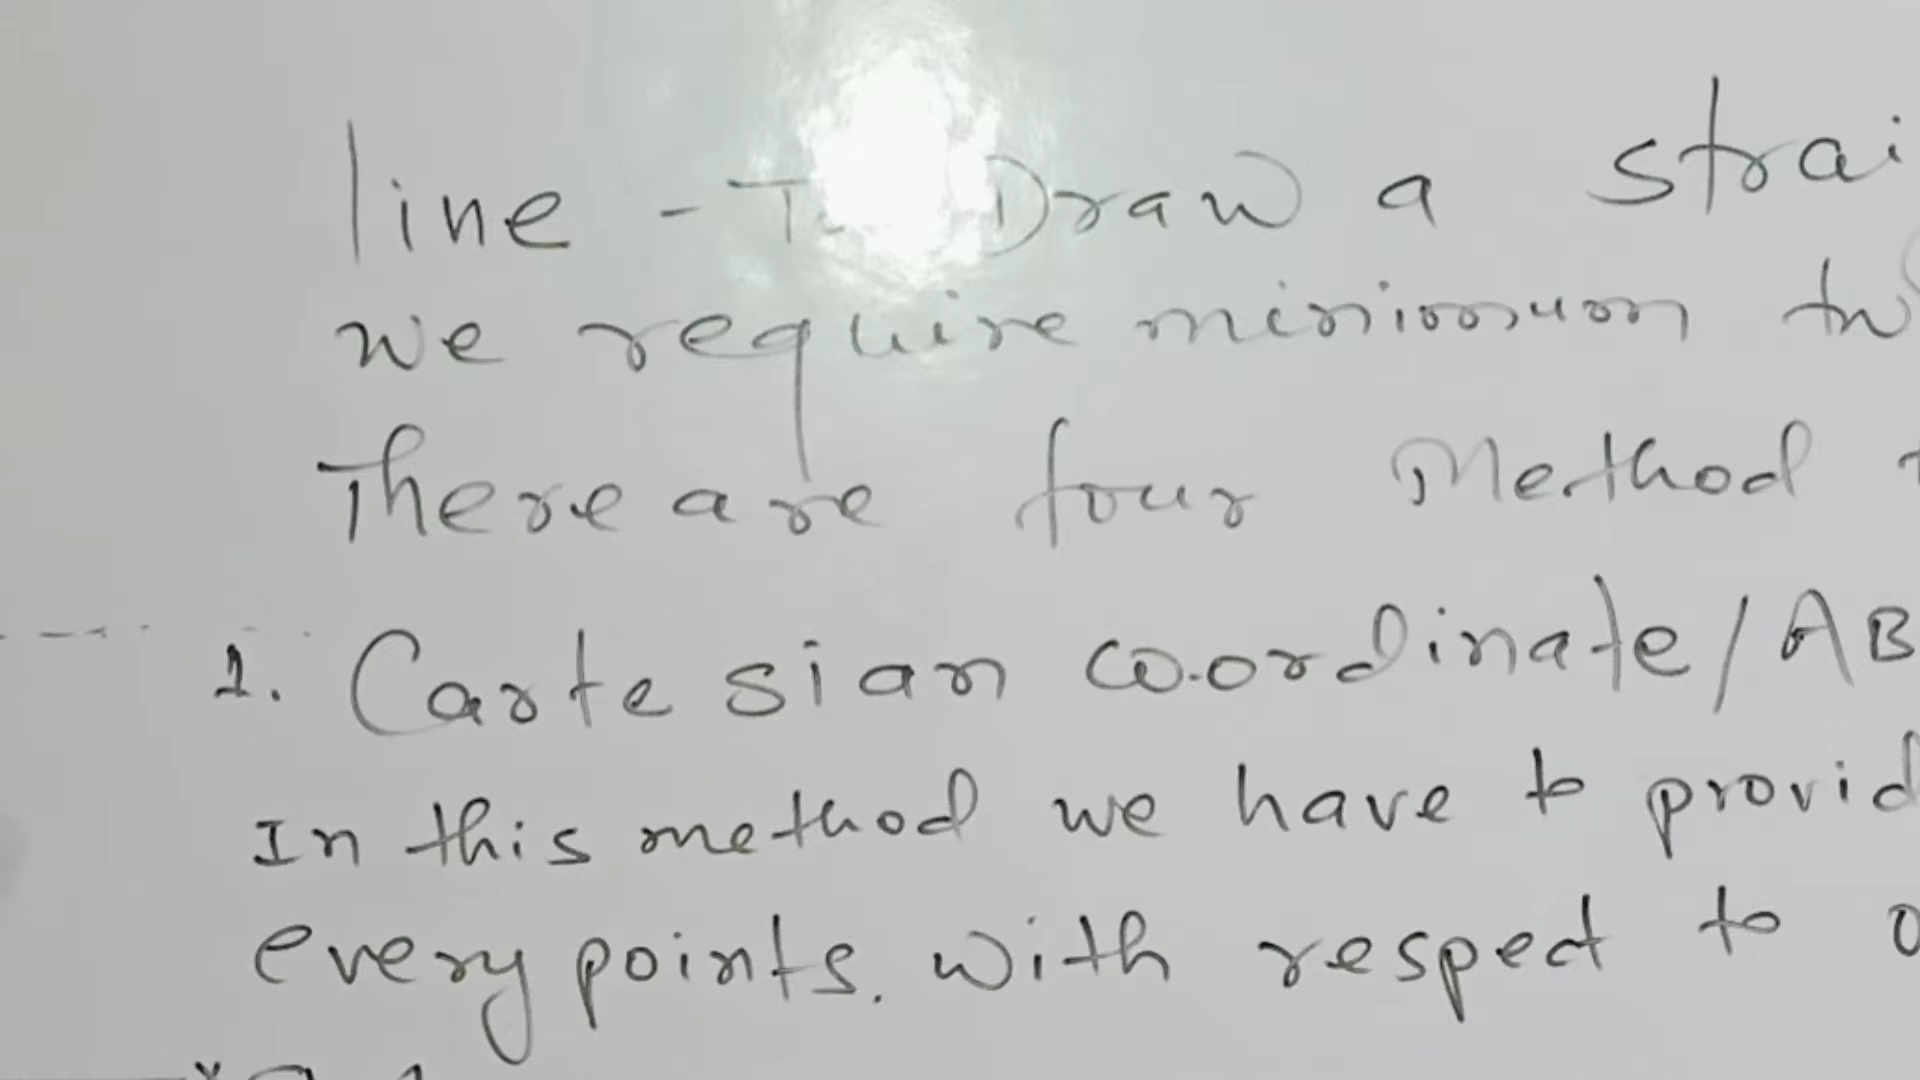 line - To Draw a strai
we require minimum tw
There are four Method
1. Cartesian co.ordinate/AB
In this method we have to provid
every points. with respect to o